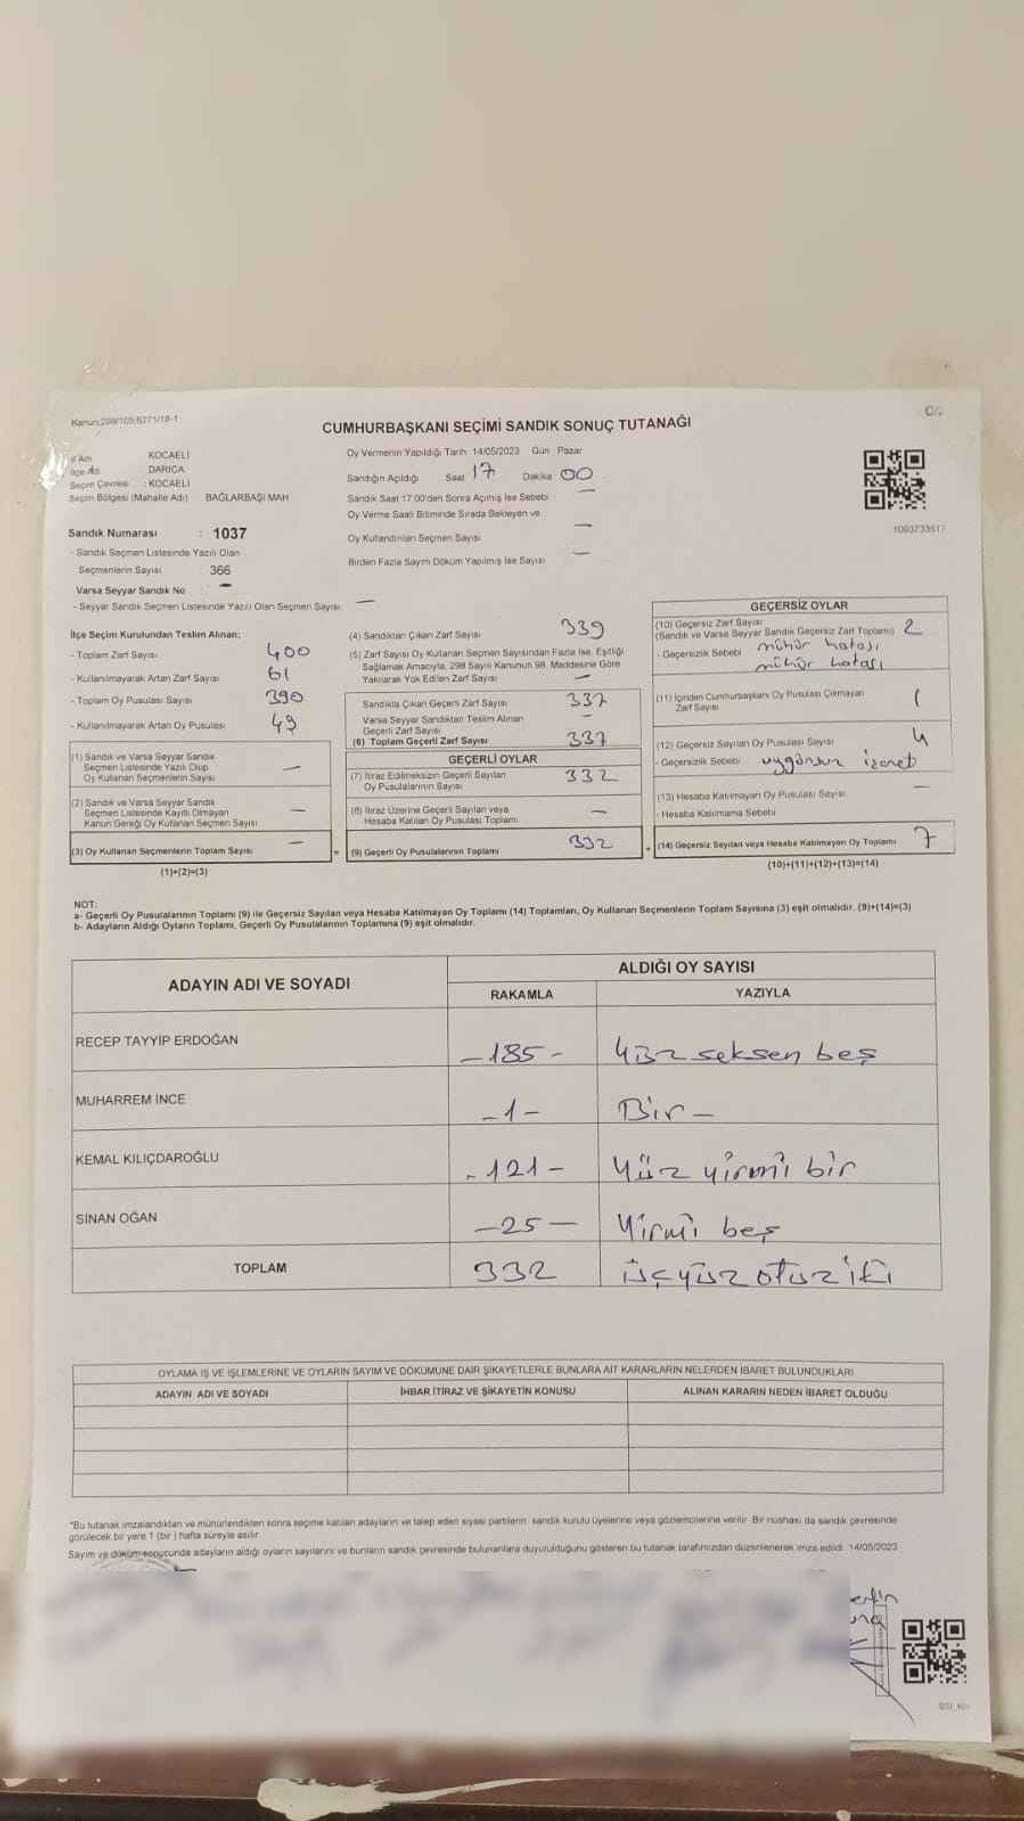 Kanun:298/105;6271/18-1
C/2
CUMHURBAŞKANI SEÇİMİ SANDIK SONUÇ TUTANAĞI
İl Adı KOCAELİ
İlçe Adı DARICA
Seçim Çevresi : KOCAELİ
Seçim Bölgesi (Mahalle Adı) BAĞLARBAŞI MAH
Oy Vermenin Yapıldığı Tarih 14/05/2023 Gün Pazar
Sandığın Açıldığı Saat 17 Dakika 00
Sandık Saat 17:00'den Sonra Açılmış İse Sebebi —
Oy Verme Saati Bitiminde Sırada Bekleyen ve
Oy Kullandırılan Seçmen Sayısı —
Birden Fazla Sayım Döküm Yapılmış İse Sayısı —
Sandık Numarası : 1037
- Sandık Seçmen Listesinde Yazılı Olan
Seçmenlerin Sayısı 366
Varsa Seyyar Sandık No : —
- Seyyar Sandık Seçmen Listesinde Yazılı Olan Seçmen Sayısı —
İlçe Seçim Kurulundan Teslim Alınan;
- Toplam Zarf Sayısı 400
- Kullanılmayarak Artan Zarf Sayısı 61
- Toplam Oy Pusulası Sayısı 390
- Kullanılmayarak Artan Oy Pusulası 49
(1) Sandık ve Varsa Seyyar Sandık
Seçmen Listesinde Yazılı Olup
Oy Kullanan Seçmenlerin Sayısı —
(2) Sandık ve Varsa Seyyar Sandık
Seçmen Listesinde Kayıtlı Olmayan
Kanun Gereği Oy Kullanan Seçmen Sayısı —
(3) Oy Kullanan Seçmenlerin Toplam Sayısı —
(1)+(2)=(3)
(4) Sandıktan Çıkan Zarf Sayısı 339
(5) Zarf Sayısı Oy Kullanan Seçmen Sayısından Fazla İse, Eşitliği
Sağlamak Amacıyla, 298 Sayılı Kanunun 98. Maddesine Göre
Yakılarak Yok Edilen Zarf Sayısı —
Sandıkta Çıkan Geçerli Zarf Sayısı 337
Varsa Seyyar Sandıktan Teslim Alınan
Geçerli Zarf Sayısı —
(6) Toplam Geçerli Zarf Sayısı 337
GEÇERLİ OYLAR
(7) İtiraz Edilmeksizin Geçerli Sayılan
Oy Pusulalarının Sayısı 332
(8) İtiraz Üzerine Geçerli Sayılan veya
Hesaba Katılan Oy Pusulası Toplamı —
= (9) Geçerli Oy Pusulalarının Toplamı 332
GEÇERSİZ OYLAR
(10) Geçersiz Zarf Sayısı
(Sandık ve Varsa Seyyar Sandık Geçersiz Zarf Toplamı) 2
- Geçersizlik Sebebi mühür hatası
mühür hatası
(11) İçinden Cumhurbaşkanı Oy Pusulası Çıkmayan
Zarf Sayısı 1
(12) Geçersiz Sayılan Oy Pusulası Sayısı 4
- Geçersizlik Sebebi uygunsuz işaret
(13) Hesaba Katılmayan Oy Pusulası Sayısı —
- Hesaba Katılmama Sebebi
+ (14) Geçersiz Sayılan veya Hesaba Katılmayan Oy Toplamı 7
(10)+(11)+(12)+(13)=(14)
NOT:
a- Geçerli Oy Pusulalarının Toplamı (9) ile Geçersiz Sayılan veya Hesaba Katılmayan Oy Toplamı (14) Toplamları, Oy Kullanan Seçmenlerin Toplam Sayısına (3) eşit olmalıdır. (9)+(14)=(3)
b- Adayların Aldığı Oyların Toplamı, Geçerli Oy Pusulalarının Toplamına (9) eşit olmalıdır.
ADAYIN ADI VE SOYADI
ALDIĞI OY SAYISI
RAKAMLA YAZIYLA
RECEP TAYYİP ERDOĞAN -185- Yüz seksen beş
MUHARREM İNCE -1- Bir -
KEMAL KILIÇDAROĞLU -121- Yüz yirmi bir
SİNAN OĞAN -25- Yirmi beş
TOPLAM 332 üçyüz otuz iki
OYLAMA İŞ VE İŞLEMLERİNE VE OYLARIN SAYIM VE DÖKÜMÜNE DAİR ŞİKAYETLERLE BUNLARA AİT KARARLARIN NELERDEN İBARET BULUNDUKLARI
ADAYIN ADI VE SOYADI İHBAR İTİRAZ VE ŞİKAYETİN KONUSU ALINAN KARARIN NEDEN İBARET OLDUĞU
"Bu tutanak imzalandıktan ve mühürlendikten sonra seçime katılan adayların ve talep eden siyasi partilerin sandık kurulu üyelerine veya gözlemcilerine verilir. Bir nüshası da sandık çevresinde
görülecek bir yere 1 (bir ) hafta süreyle asılır.
Sayım ve döküm sonucunda adayların aldığı oyların sayılarını ve bunların sandık çevresinde bulunanlara duyurulduğunu gösteren bu tutanak tarafımızdan düzenlenerek imza edildi. 14/05/2023